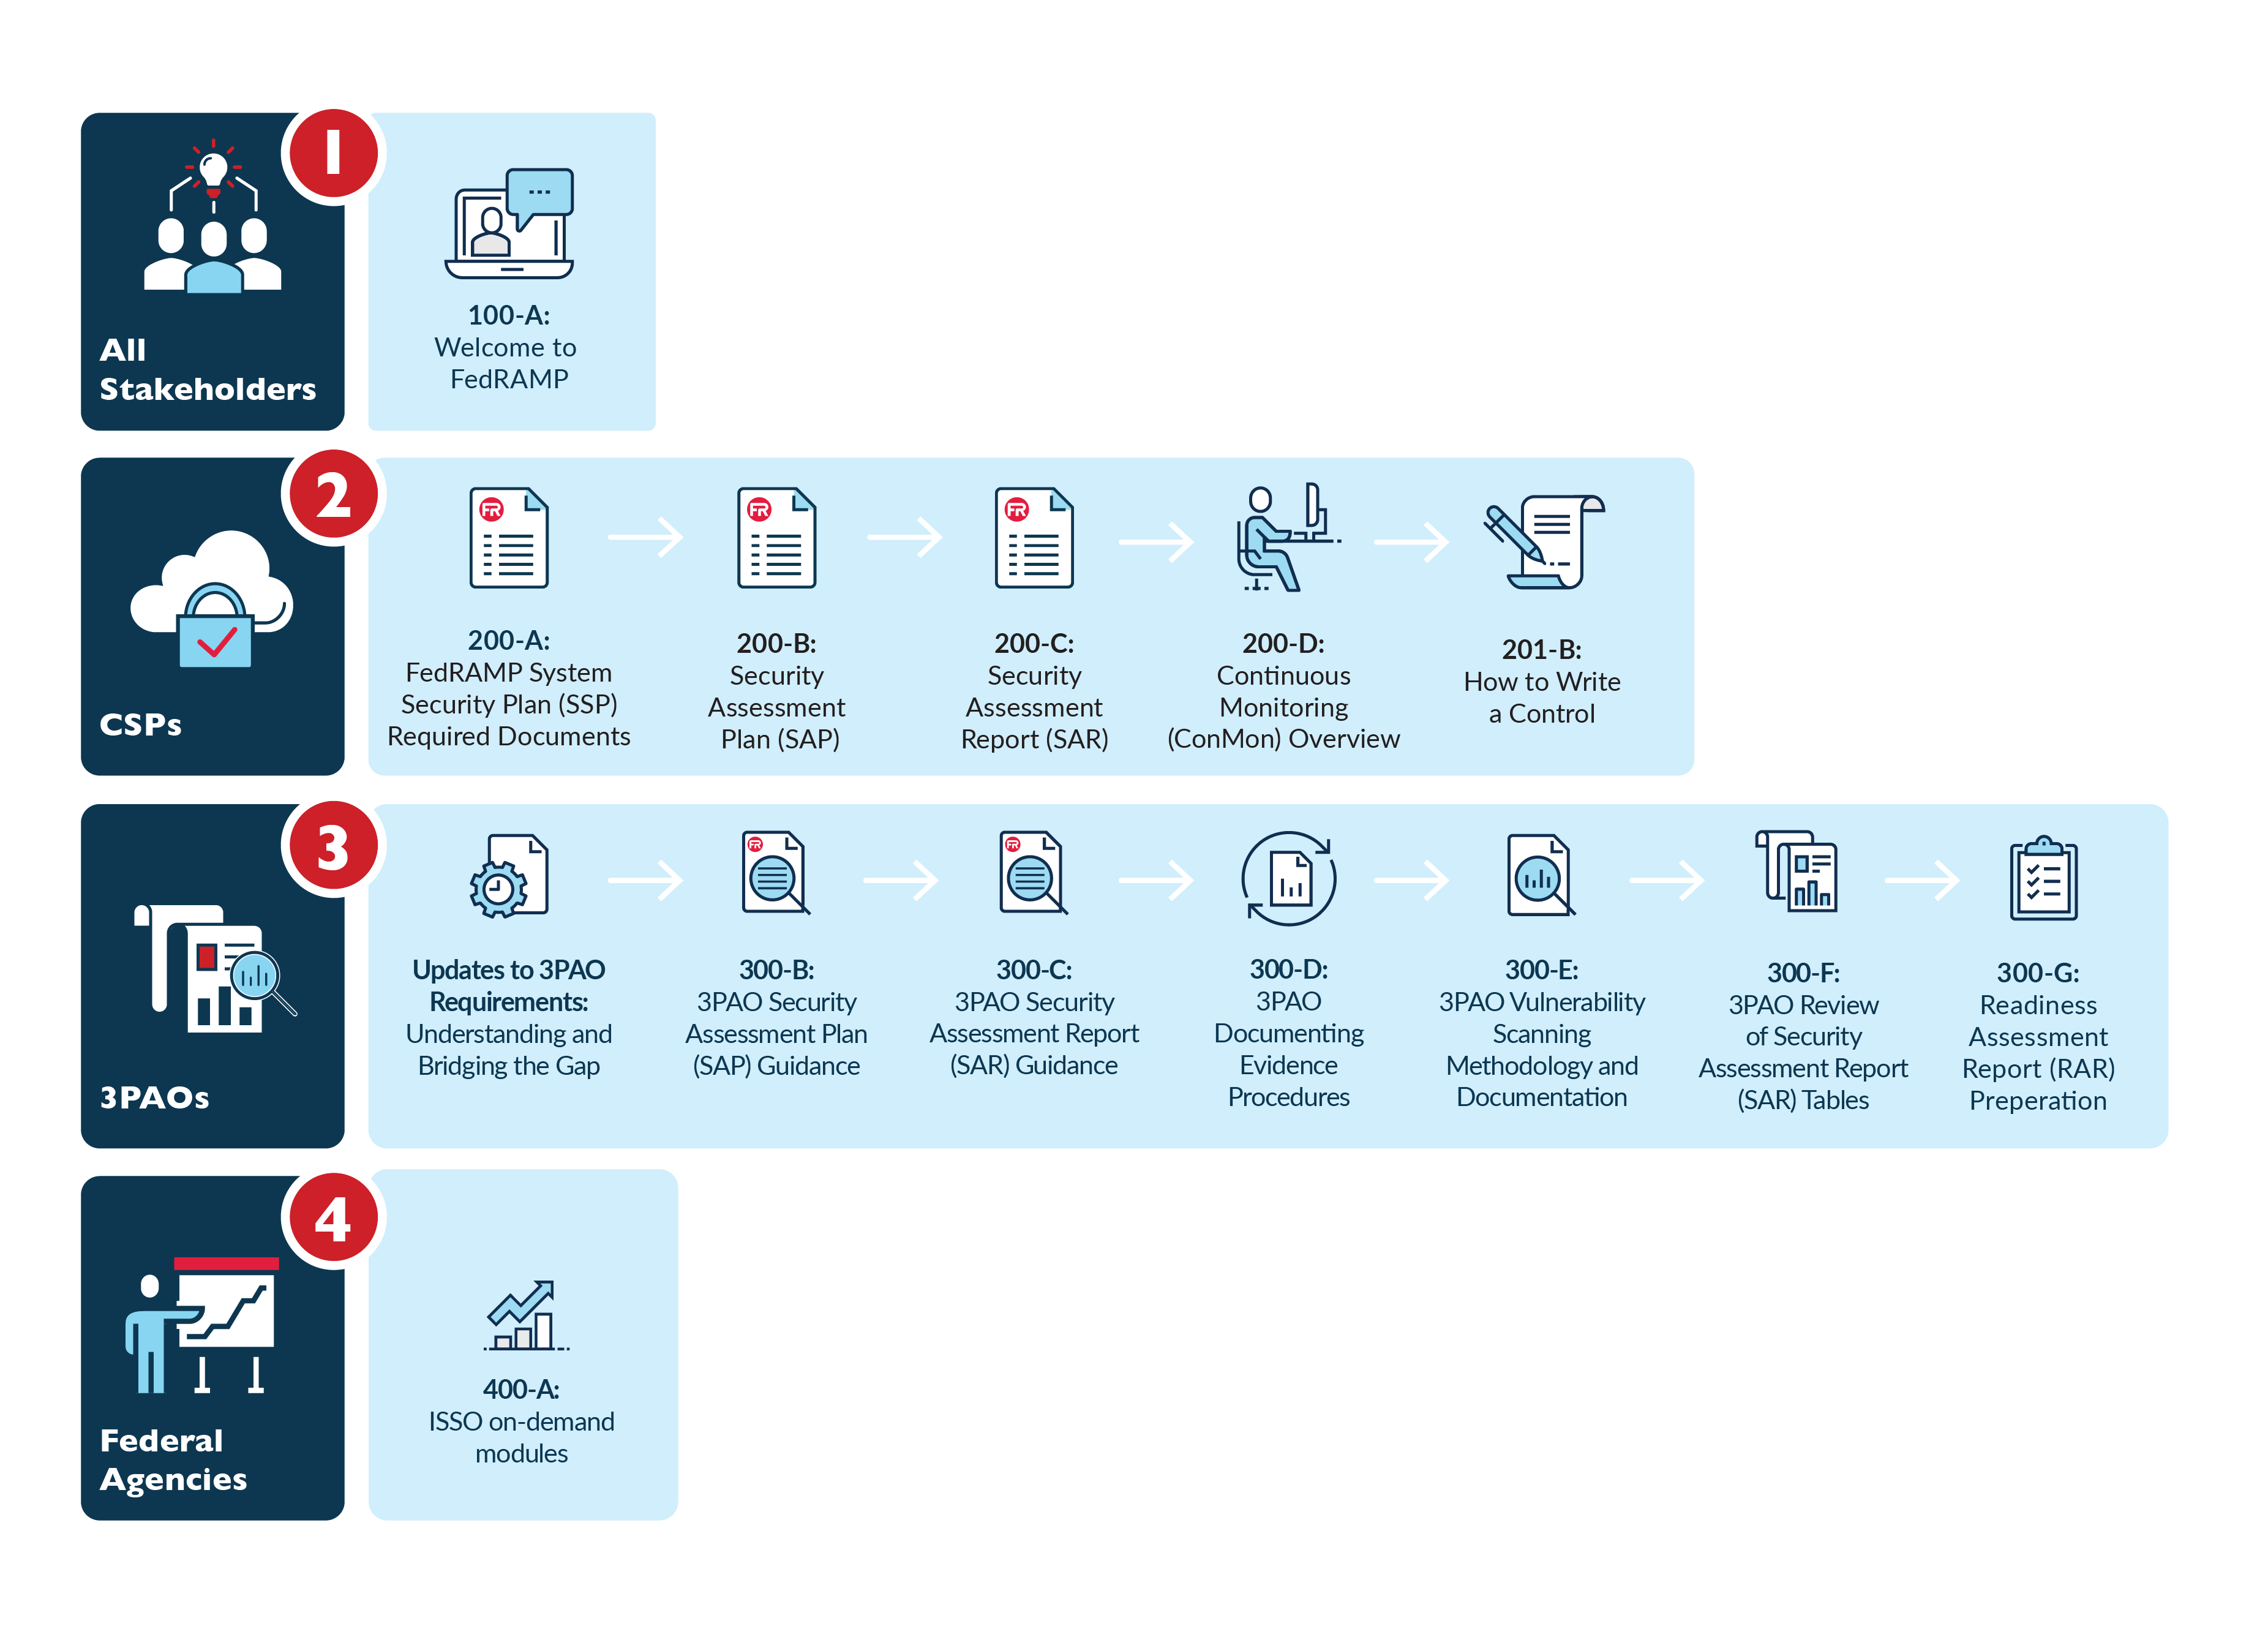 1
All
Stakeholders
100-A:
Welcome to
FedRAMP
2
CSPs
FR
200-A:
FedRAMP System
Security Plan (SSP)
Required Documents
FR
200-B:
Security
Assessment
Plan (SAP)
FR
200-C:
Security
Assessment
Report (SAR)
200-D:
Continuous
Monitoring
(ConMon) Overview
201-B:
How to Write
a Control
3
3PAOs
Updates to 3PAO
Requirements:
Understanding and
Bridging the Gap
FR
300-B:
3PAO Security
Assessment Plan
(SAP) Guidance
FR
300-C:
3PAO Security
Assessment Report
(SAR) Guidance
300-D:
3PAO
Documenting
Evidence
Procedures
300-E:
3PAO Vulnerability
Scanning
Methodology and
Documentation
300-F:
3PAO Review
of Security
Assessment Report
(SAR) Tables
300-G:
Readiness
Assessment
Report (RAR)
Preperation
4
Federal
Agencies
400-A:
ISSO on-demand
modules